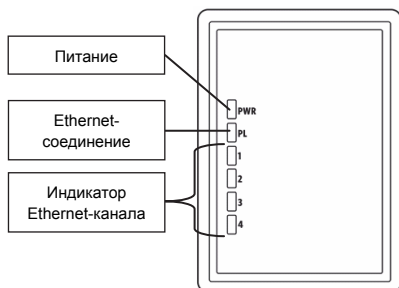 Питание
PWR
Ethernet-
соединение
PL
1
Индикатор
Ethernet-канала
2
3
4